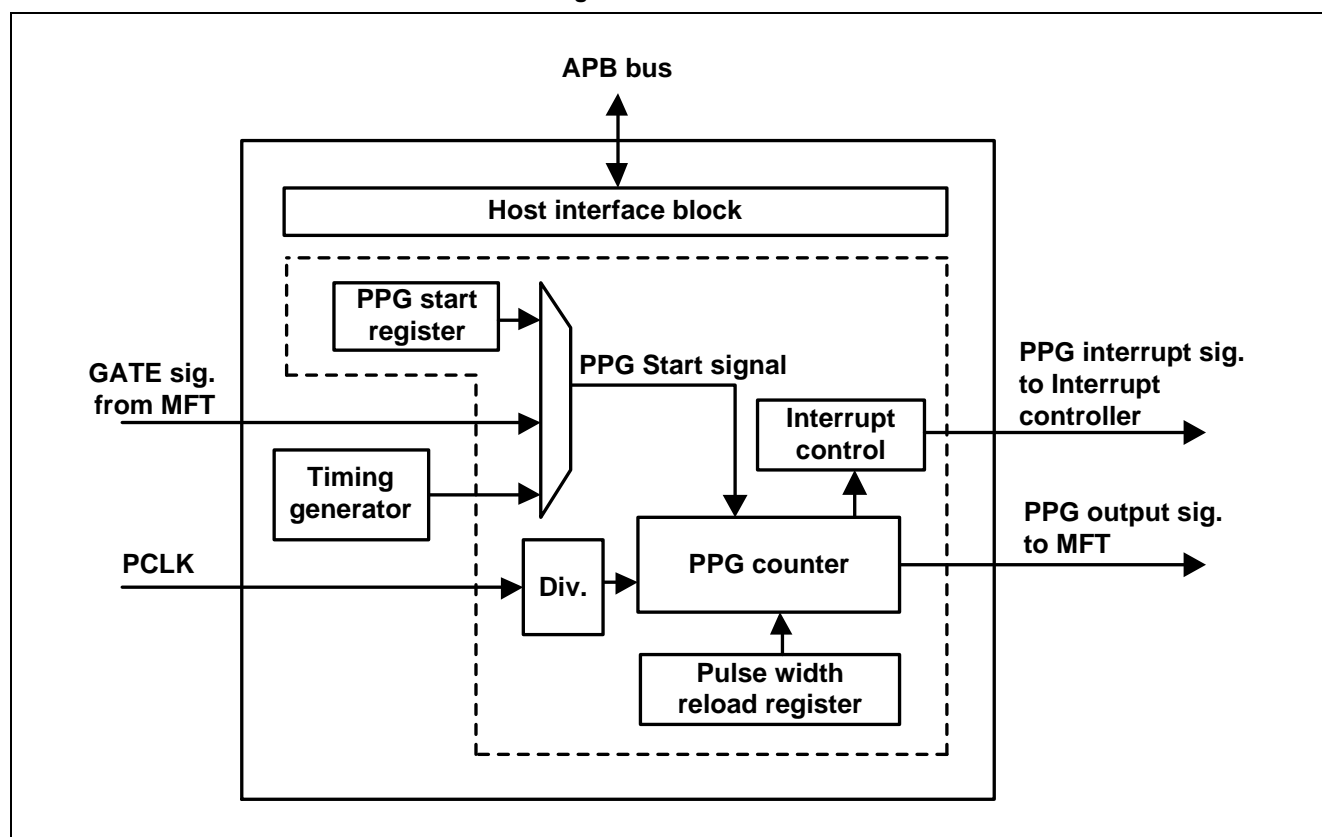 APB bus
Host interface block
PPG start
register
PPG Start signal
GATE sig.
from MFT
Timing
generator
PCLK
Div.
PPG counter
Interrupt
control
Pulse width
reload register
PPG interrupt sig.
to Interrupt
controller
PPG output sig.
to MFT